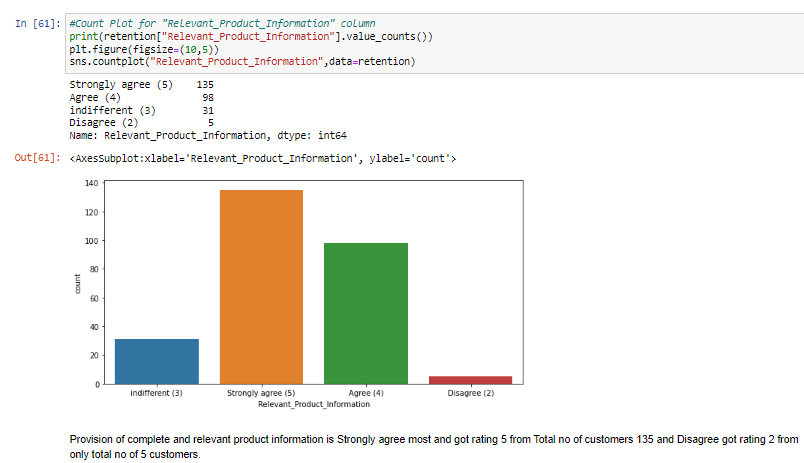 In [61]: #Count Plot for "Relevant_Product_Information" column
print(retention["Relevant_Product_Information"].value_counts())
plt.figure(figsize=(10,5))
sns.countplot("Relevant_Product_Information",data=retention)
Strongly agree (5) 135
Agree (4) 98
indifferent (3) 31
Disagree (2) 5
Name: Relevant_Product_Information, dtype: int64
Out[61]: <AxesSubplot:xlabel='Relevant_Product_Information', ylabel='count'>
140
120
100
80
60
40
20
0
count
indifferent (3) Strongly agree (5) Agree (4) Disagree (2)
Relevant_Product_Information
Provision of complete and relevant product information is Strongly agree most and got rating 5 from Total no of customers 135 and Disagree got rating 2 from
only total no of 5 customers.